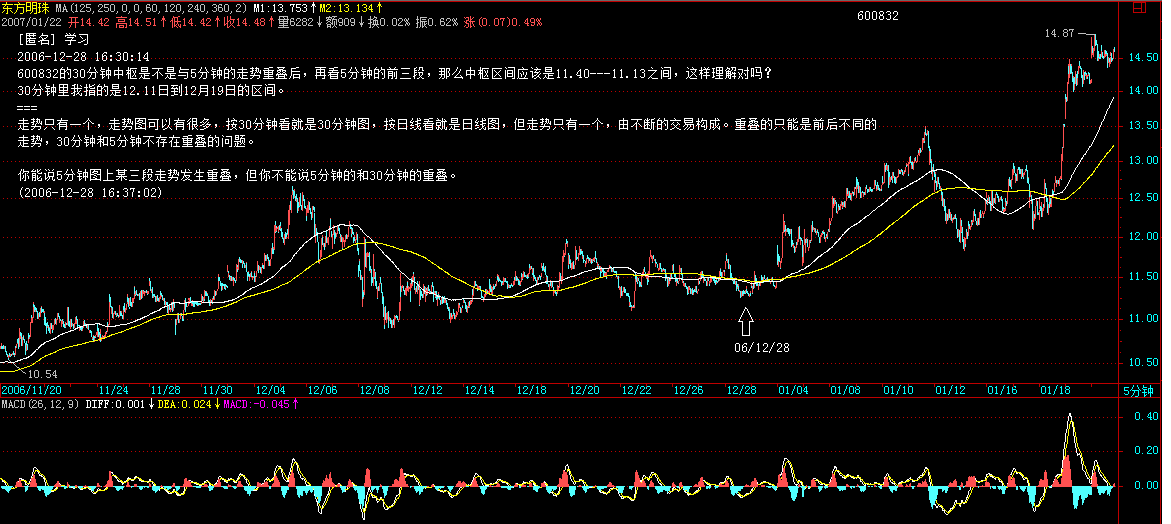 东方明珠 MA(125,250,0,0,60,120,240,360,2) M1:13.753↑M2:13.134↑
2007/01/22 开14.42 高14.51↑低14.42↑收14.48↑量6282↓额909↓换0.02% 振0.62% 涨(0.07)0.49%
600832
[匿名] 学习
2006-12-28 16:30:14
600832的30分钟中枢是不是与5分钟的走势重叠后，再看5分钟的前三段，那么中枢区间应该是11.40---11.13之间，这样理解对吗？
30分钟里我指的是12.11日到12月19日的区间。
===
走势只有一个，走势图可以有很多，按30分钟看就是30分钟图，按日线看就是日线图，但走势只有一个，由不断的交易构成。重叠的只能是前后不同的
走势，30分钟和5分钟不存在重叠的问题。
你能说5分钟图上某三段走势发生重叠，但你不能说5分钟的和30分钟的重叠。
(2006-12-28 16:37:02)
14.87
14.50
14.00
13.50
13.00
12.50
12.00
11.50
11.00
10.50
06/12/28
10.54
2006/11/20 11/24 11/28 11/30 12/04 12/06 12/08 12/12 12/14 12/18 12/20 12/22 12/26 12/28 01/04 01/08 01/10 01/12 01/16 01/18 5分钟
MACD(26,12,9) DIFF:0.001↓DEA:0.024↓MACD:-0.045↑
0.40
0.20
0.00